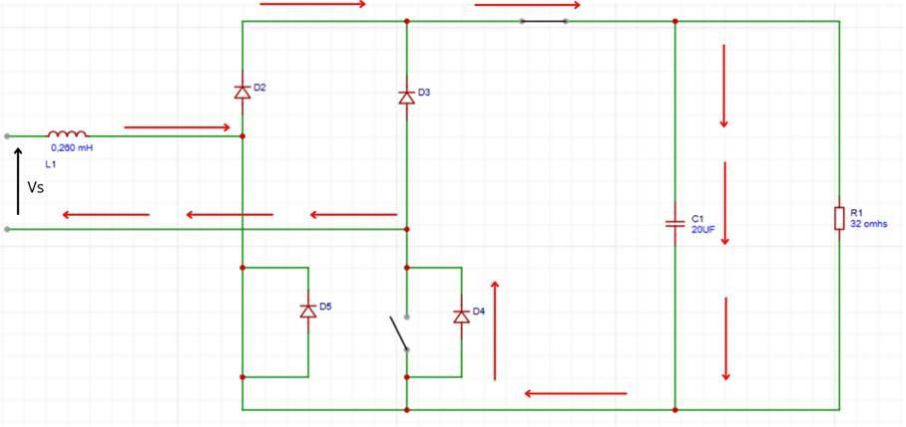 D2
D3
0,260 mH
L1
Vs
C1
20UF
R1
32 omhs
D5
D4